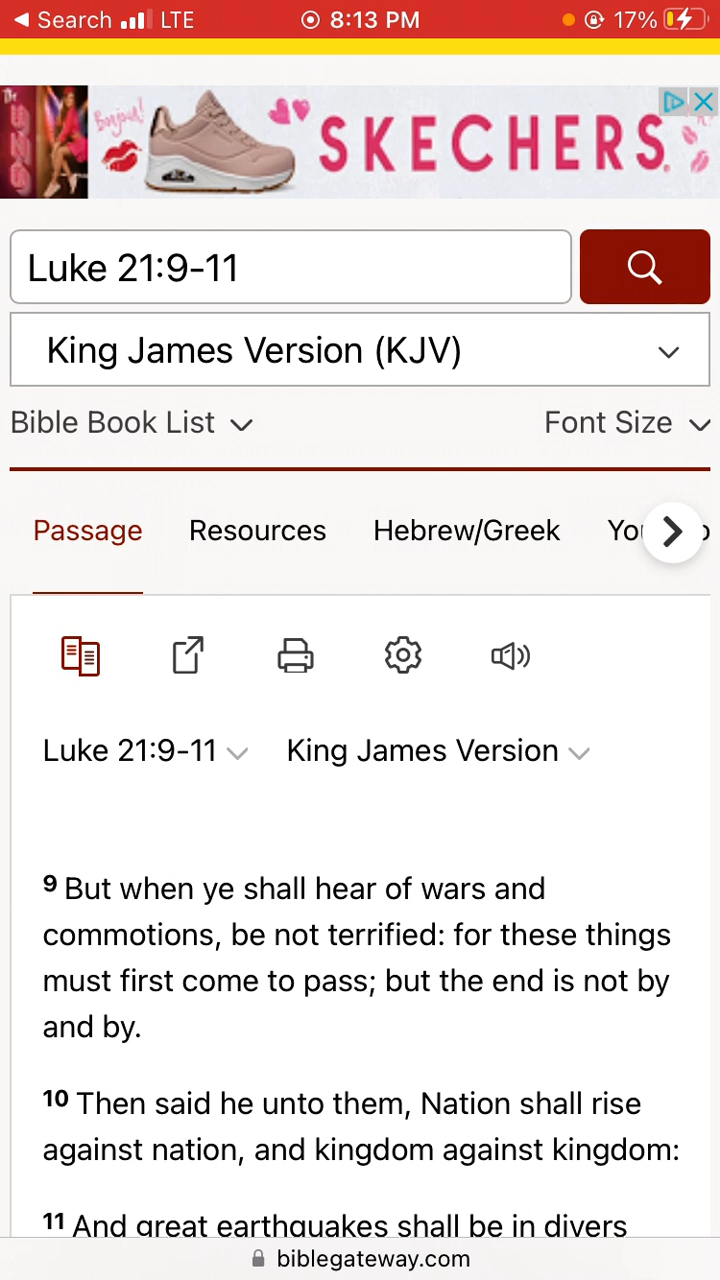 Search LTE 8:13 PM 17%
The UNO Bonjour! SKECHERS.
Luke 21:9-11
King James Version (KJV)
Bible Book List Font Size
Passage Resources Hebrew/Greek
Luke 21:9-11 King James Version
9 But when ye shall hear of wars and
commotions, be not terrified: for these things
must first come to pass; but the end is not by
and by.
10 Then said he unto them, Nation shall rise
against nation, and kingdom against kingdom:
11 And great earthquakes shall be in divers
biblegateway.com